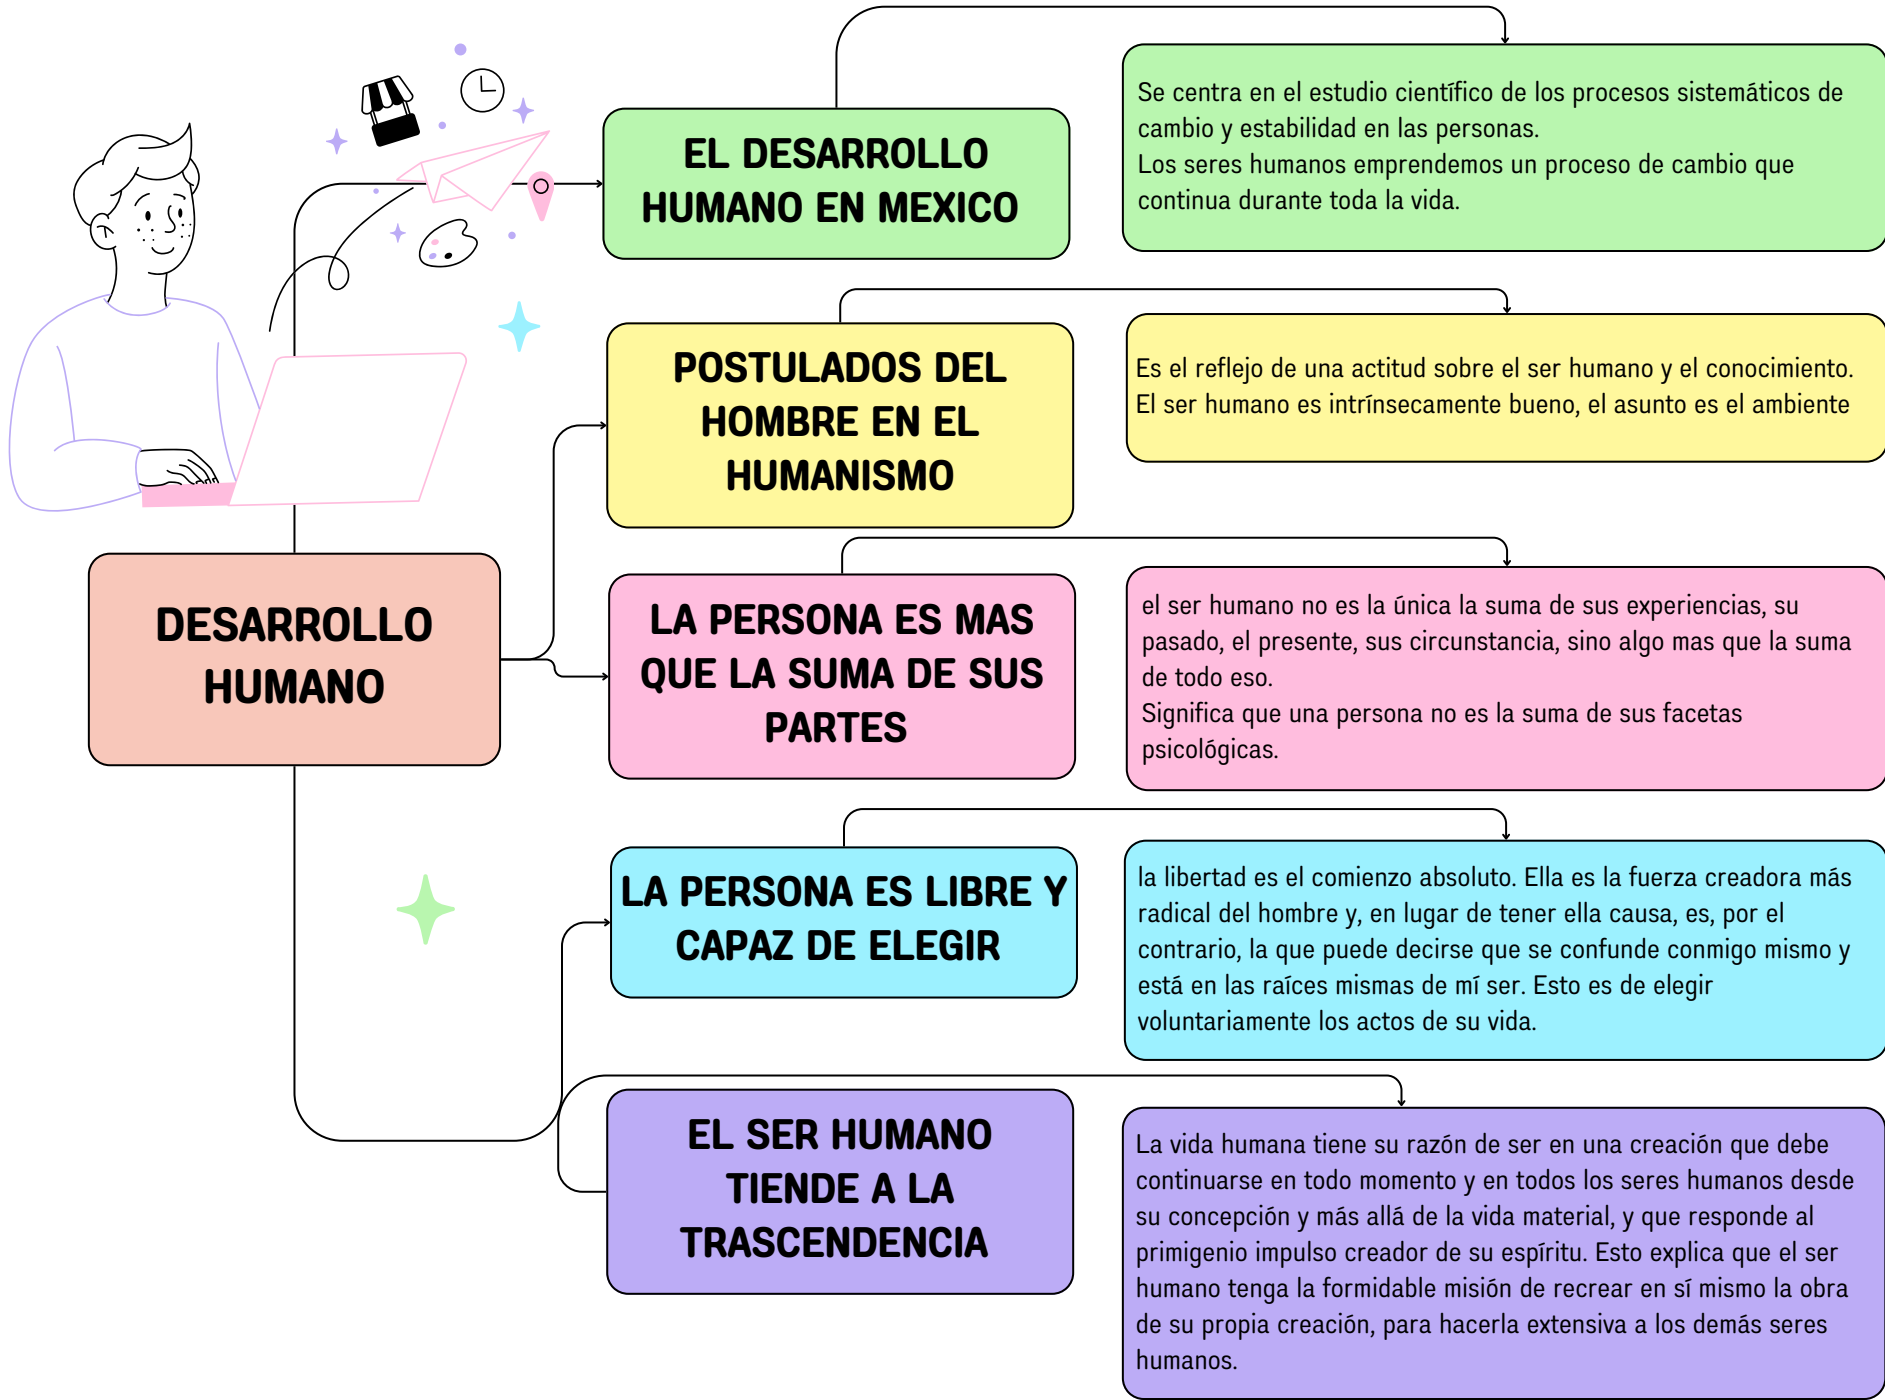 EL DESARROLLO
HUMANO EN MEXICO
Se centra en el estudio científico de los procesos sistemáticos de
cambio y estabilidad en las personas.
Los seres humanos emprendemos un proceso de cambio que
continua durante toda la vida.
POSTULADOS DEL
HOMBRE EN EL
HUMANISMO
Es el reflejo de una actitud sobre el ser humano y el conocimiento.
El ser humano es intrínsecamente bueno, el asunto es el ambiente
DESARROLLO
HUMANO
LA PERSONA ES MAS
QUE LA SUMA DE SUS
PARTES
el ser humano no es la única la suma de sus experiencias, su
pasado, el presente, sus circunstancia, sino algo mas que la suma
de todo eso.
Significa que una persona no es la suma de sus facetas
psicológicas.
LA PERSONA ES LIBRE Y
CAPAZ DE ELEGIR
la libertad es el comienzo absoluto. Ella es la fuerza creadora más
radical del hombre y, en lugar de tener ella causa, es, por el
contrario, la que puede decirse que se confunde conmigo mismo y
está en las raíces mismas de mí ser. Esto es de elegir
voluntariamente los actos de su vida.
EL SER HUMANO
TIENDE A LA
TRASCENDENCIA
La vida humana tiene su razón de ser en una creación que debe
continuarse en todo momento y en todos los seres humanos desde
su concepción y más allá de la vida material, y que responde al
primigenio impulso creador de su espíritu. Esto explica que el ser
humano tenga la formidable misión de recrear en sí mismo la obra
de su propia creación, para hacerla extensiva a los demás seres
humanos.